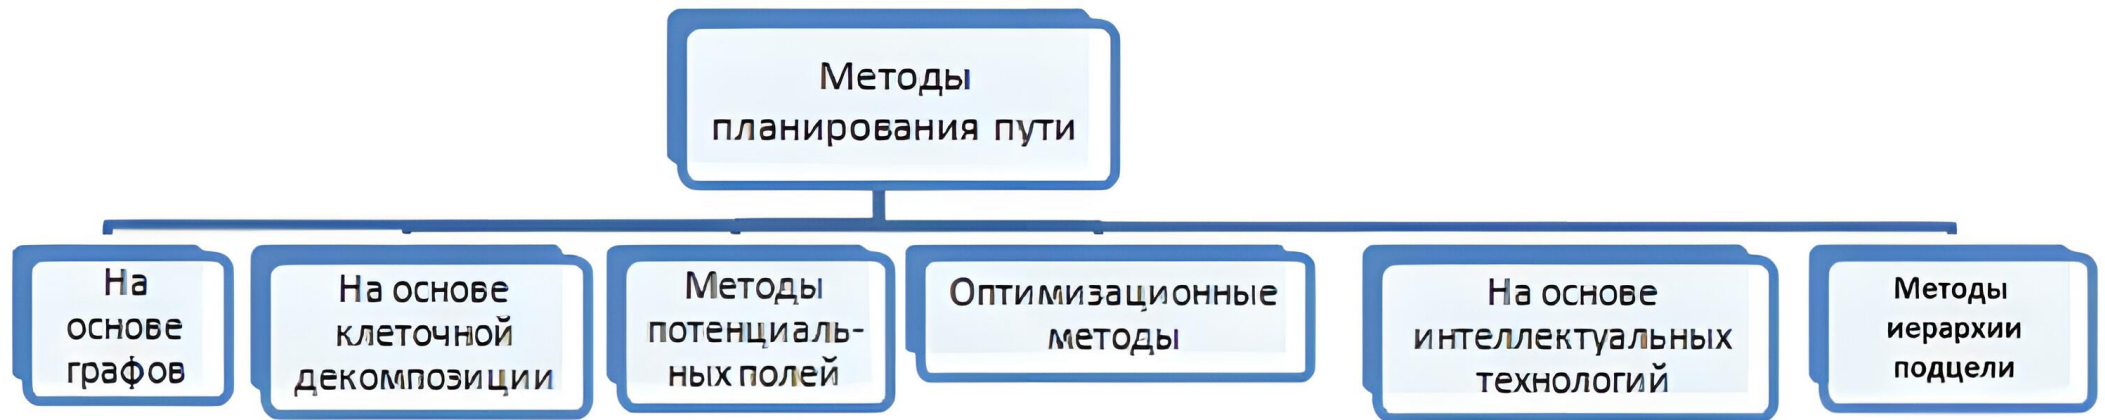 Методы
планирования пути
На
основе
графов
На основе
клеточной
декомпозиции
Методы
потенциаль-
ных полей
Оптимизационные
методы
На основе
интеллектуальных
технологий
Методы
иерархии
подцели